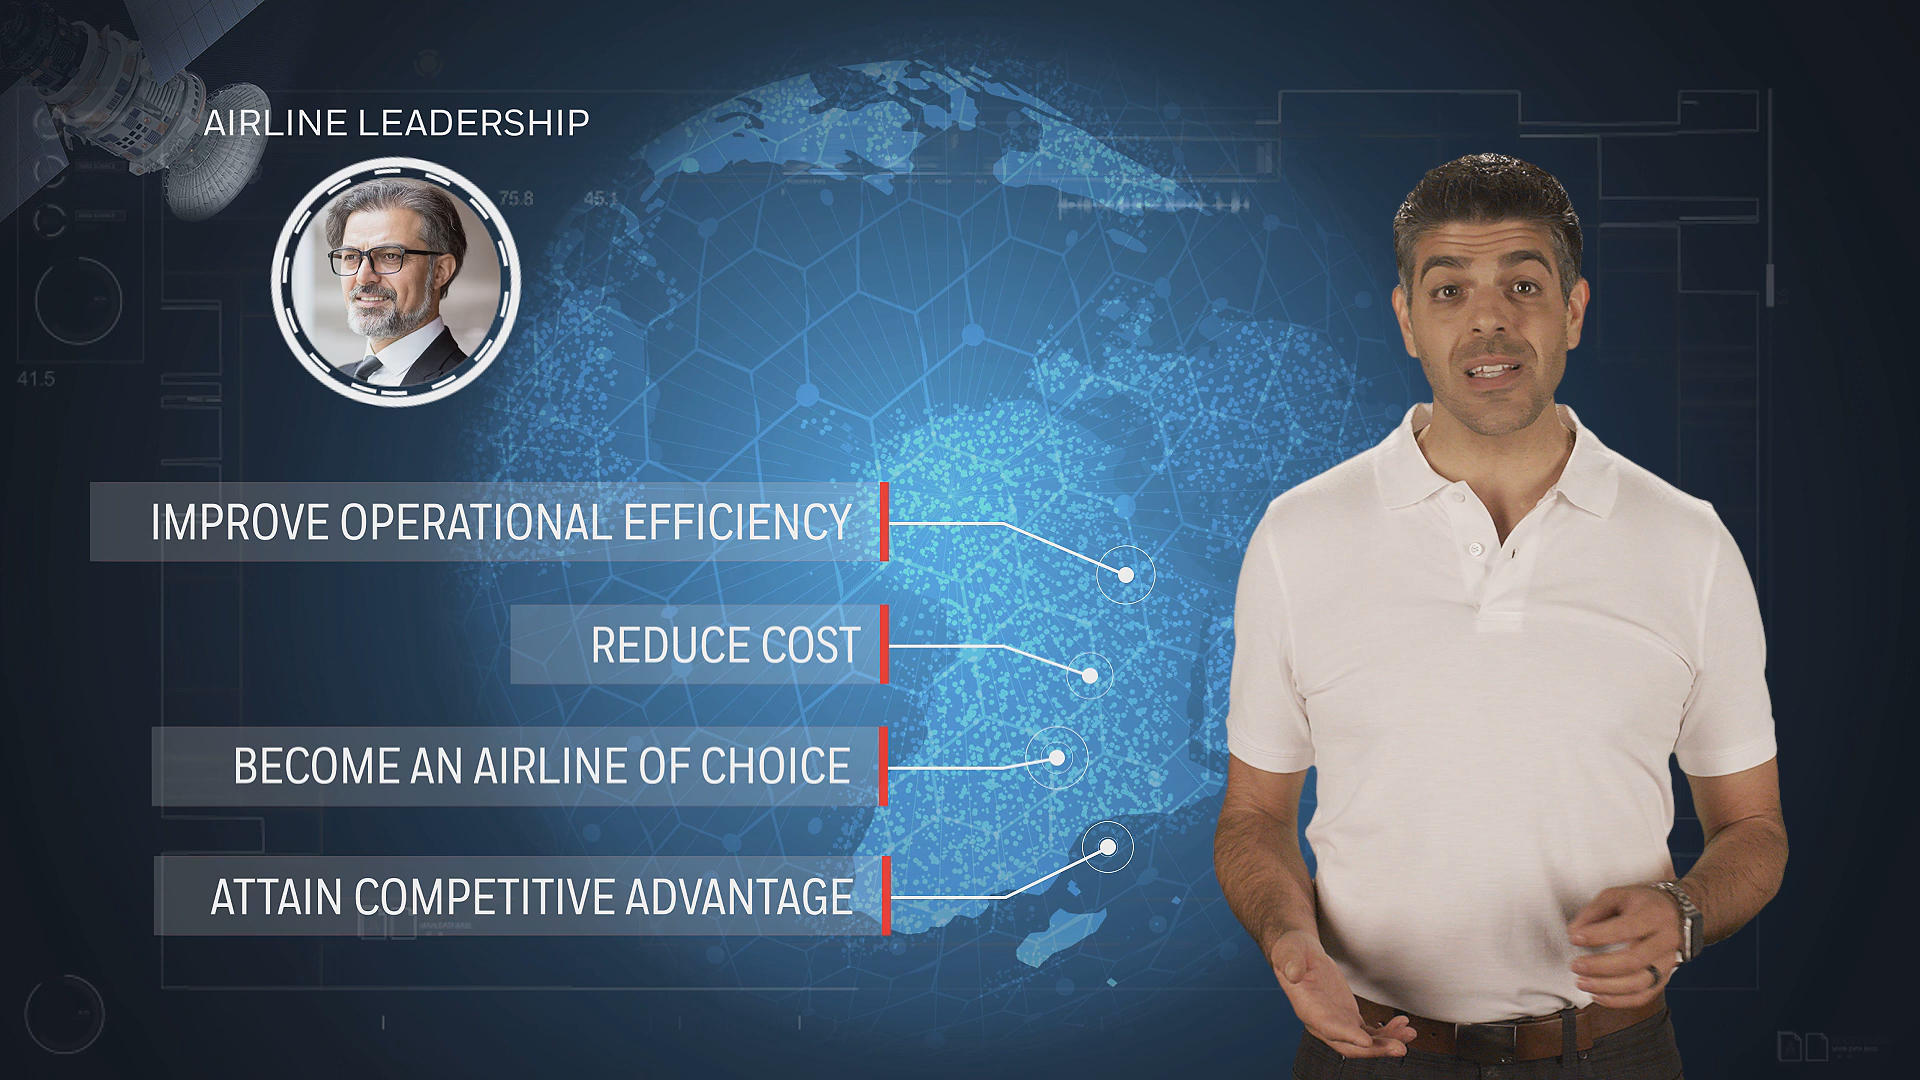 AIRLINE LEADERSHIP
75.8
45.1
41.5
IMPROVE OPERATIONAL EFFICIENCY
REDUCE COST
BECOME AN AIRLINE OF CHOICE
ATTAIN COMPETITIVE ADVANTAGE